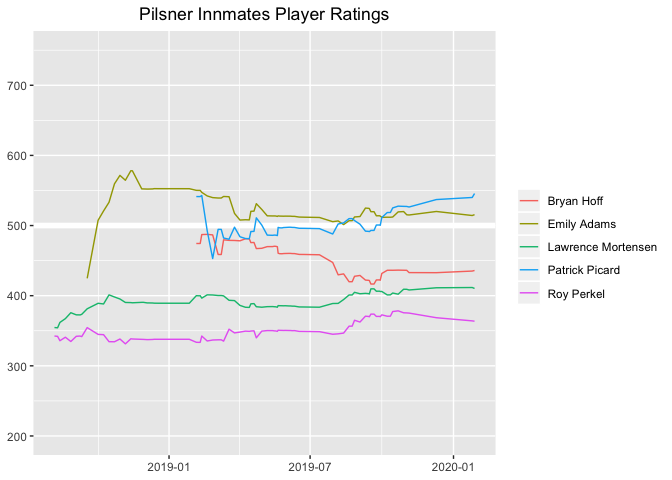 Pilsner Innmates Player Ratings
700
600
500
400
300
200
2019-01
2019-07
2020-01
Bryan Hoff
Emily Adams
Lawrence Mortensen
Patrick Picard
Roy Perkel